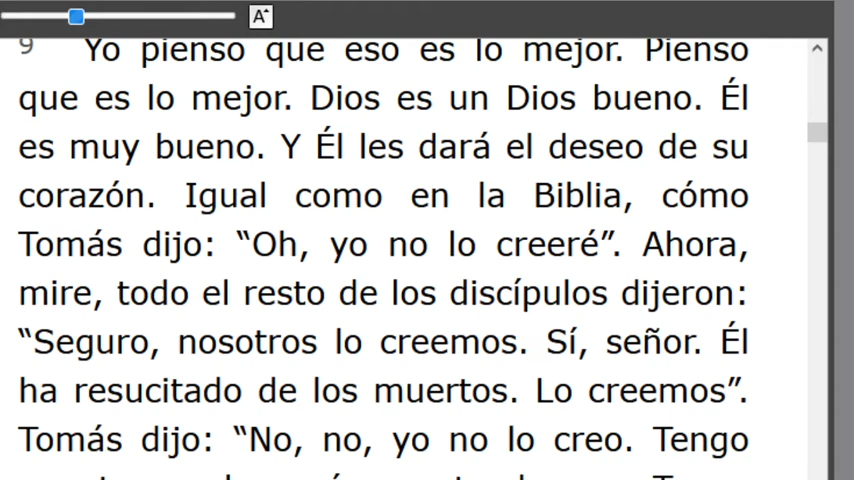 A
9 Yo pienso que eso es lo mejor. Pienso
que es lo mejor. Dios es un Dios bueno. Él
es muy bueno. Y Él les dará el deseo de su
corazón. Igual como en la Biblia, cómo
Tomás dijo: “Oh, yo no lo creeré”. Ahora,
mire, todo el resto de los discípulos dijeron:
“Seguro, nosotros lo creemos. Sí, señor. Él
ha resucitado de los muertos. Lo creemos”.
Tomás dijo: “No, no, yo no lo creo. Tengo